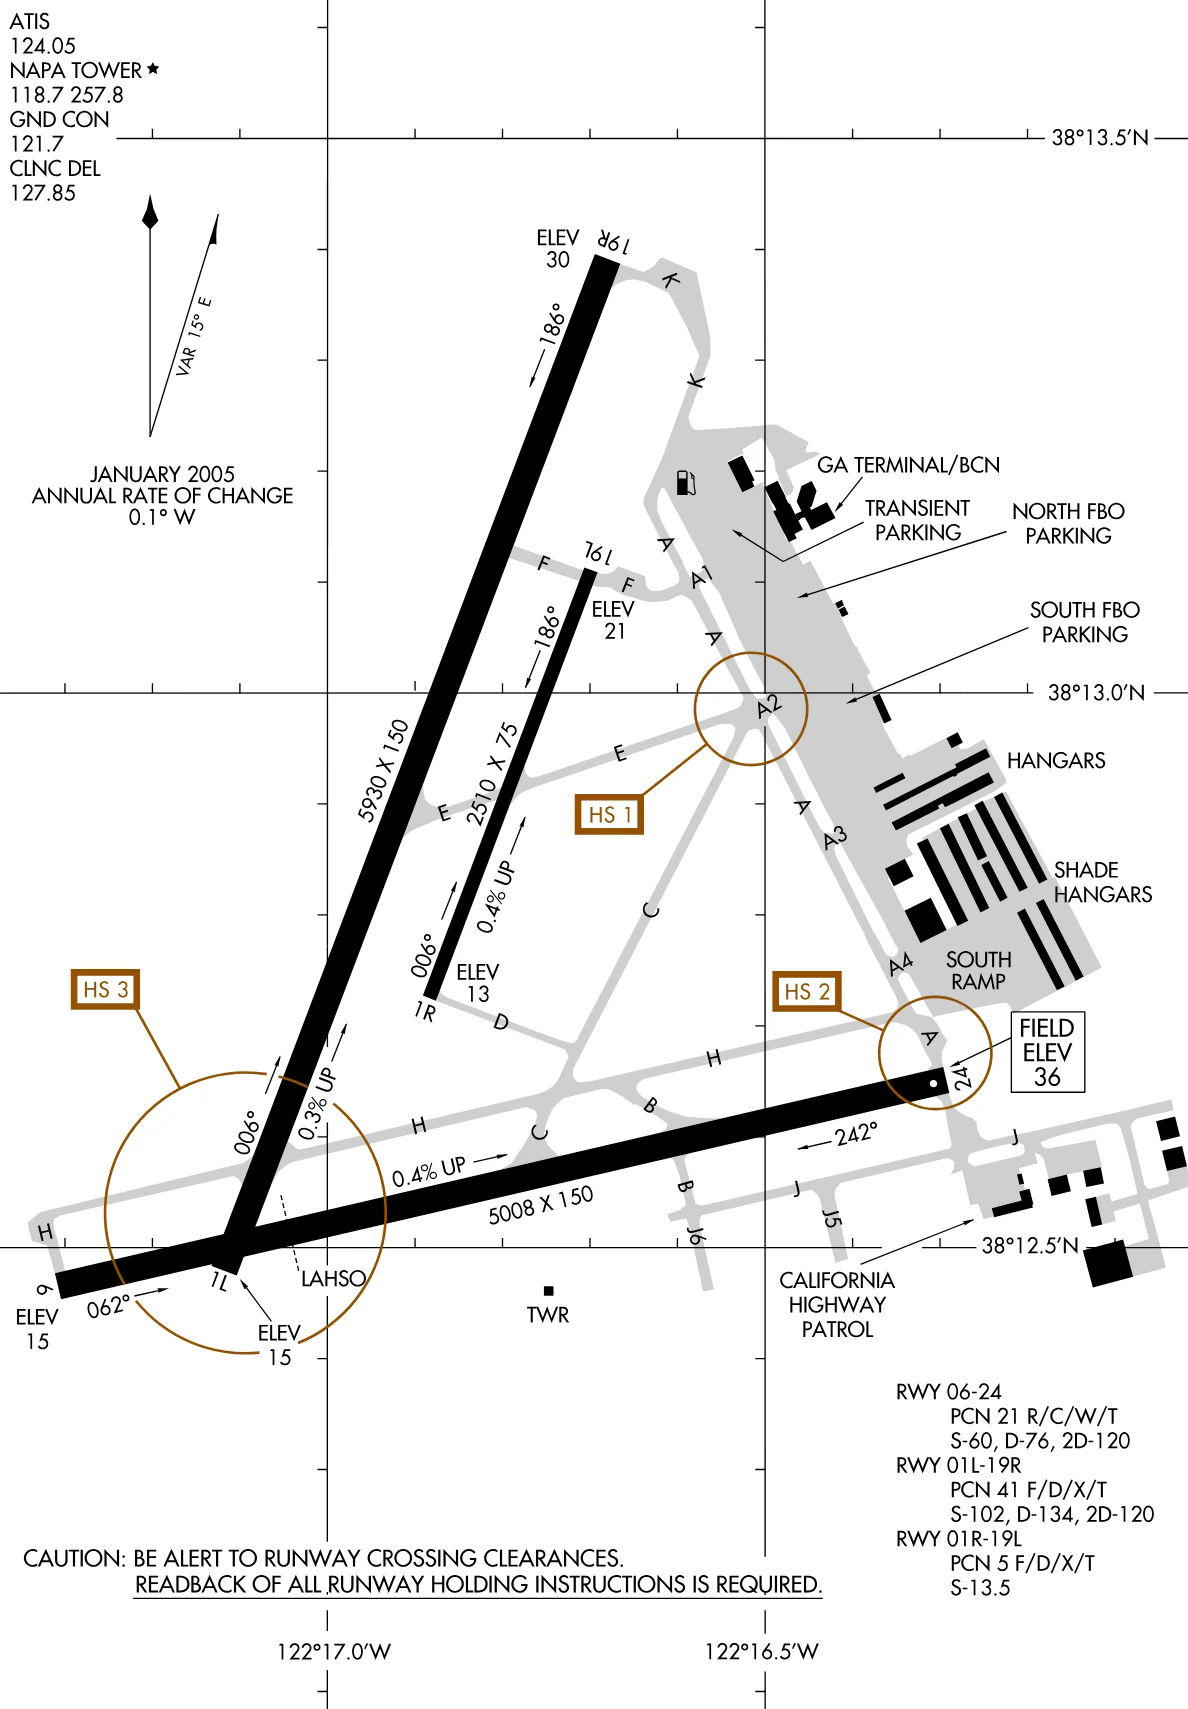 ATIS
124.05
NAPA TOWER ★
118.7 257.8
GND CON
121.7
CLNC DEL
127.85
38°13.5'N
VAR 15° E
JANUARY 2005
ANNUAL RATE OF CHANGE
0.1° W
ELEV
30
19R
K
186°
K
GA TERMINAL/BCN
TRANSIENT
PARKING
NORTH FBO
PARKING
A
19L
F
F
A1
ELEV
21
SOUTH FBO
PARKING
186°
A
38°13.0'N
A2
5930 X 150
2510 X 75
E
HANGARS
HS 1
E
A
A3
0.4% UP
SHADE
HANGARS
C
006°
A4
SOUTH
RAMP
ELEV
13
HS 3
HS 2
1R
D
A
FIELD
ELEV
36
H
24
0.3% UP
006°
B
H
C
242°
J
0.4% UP
5008 X 150
B
J
J5
J6
H
38°12.5'N
1L
LAHSO
6
062°
ELEV
15
ELEV
15
TWR
CALIFORNIA
HIGHWAY
PATROL
RWY 06-24
PCN 21 R/C/W/T
S-60, D-76, 2D-120
RWY 01L-19R
PCN 41 F/D/X/T
S-102, D-134, 2D-120
RWY 01R-19L
PCN 5 F/D/X/T
S-13.5
CAUTION: BE ALERT TO RUNWAY CROSSING CLEARANCES.
READBACK OF ALL RUNWAY HOLDING INSTRUCTIONS IS REQUIRED.
122°17.0'W
122°16.5'W